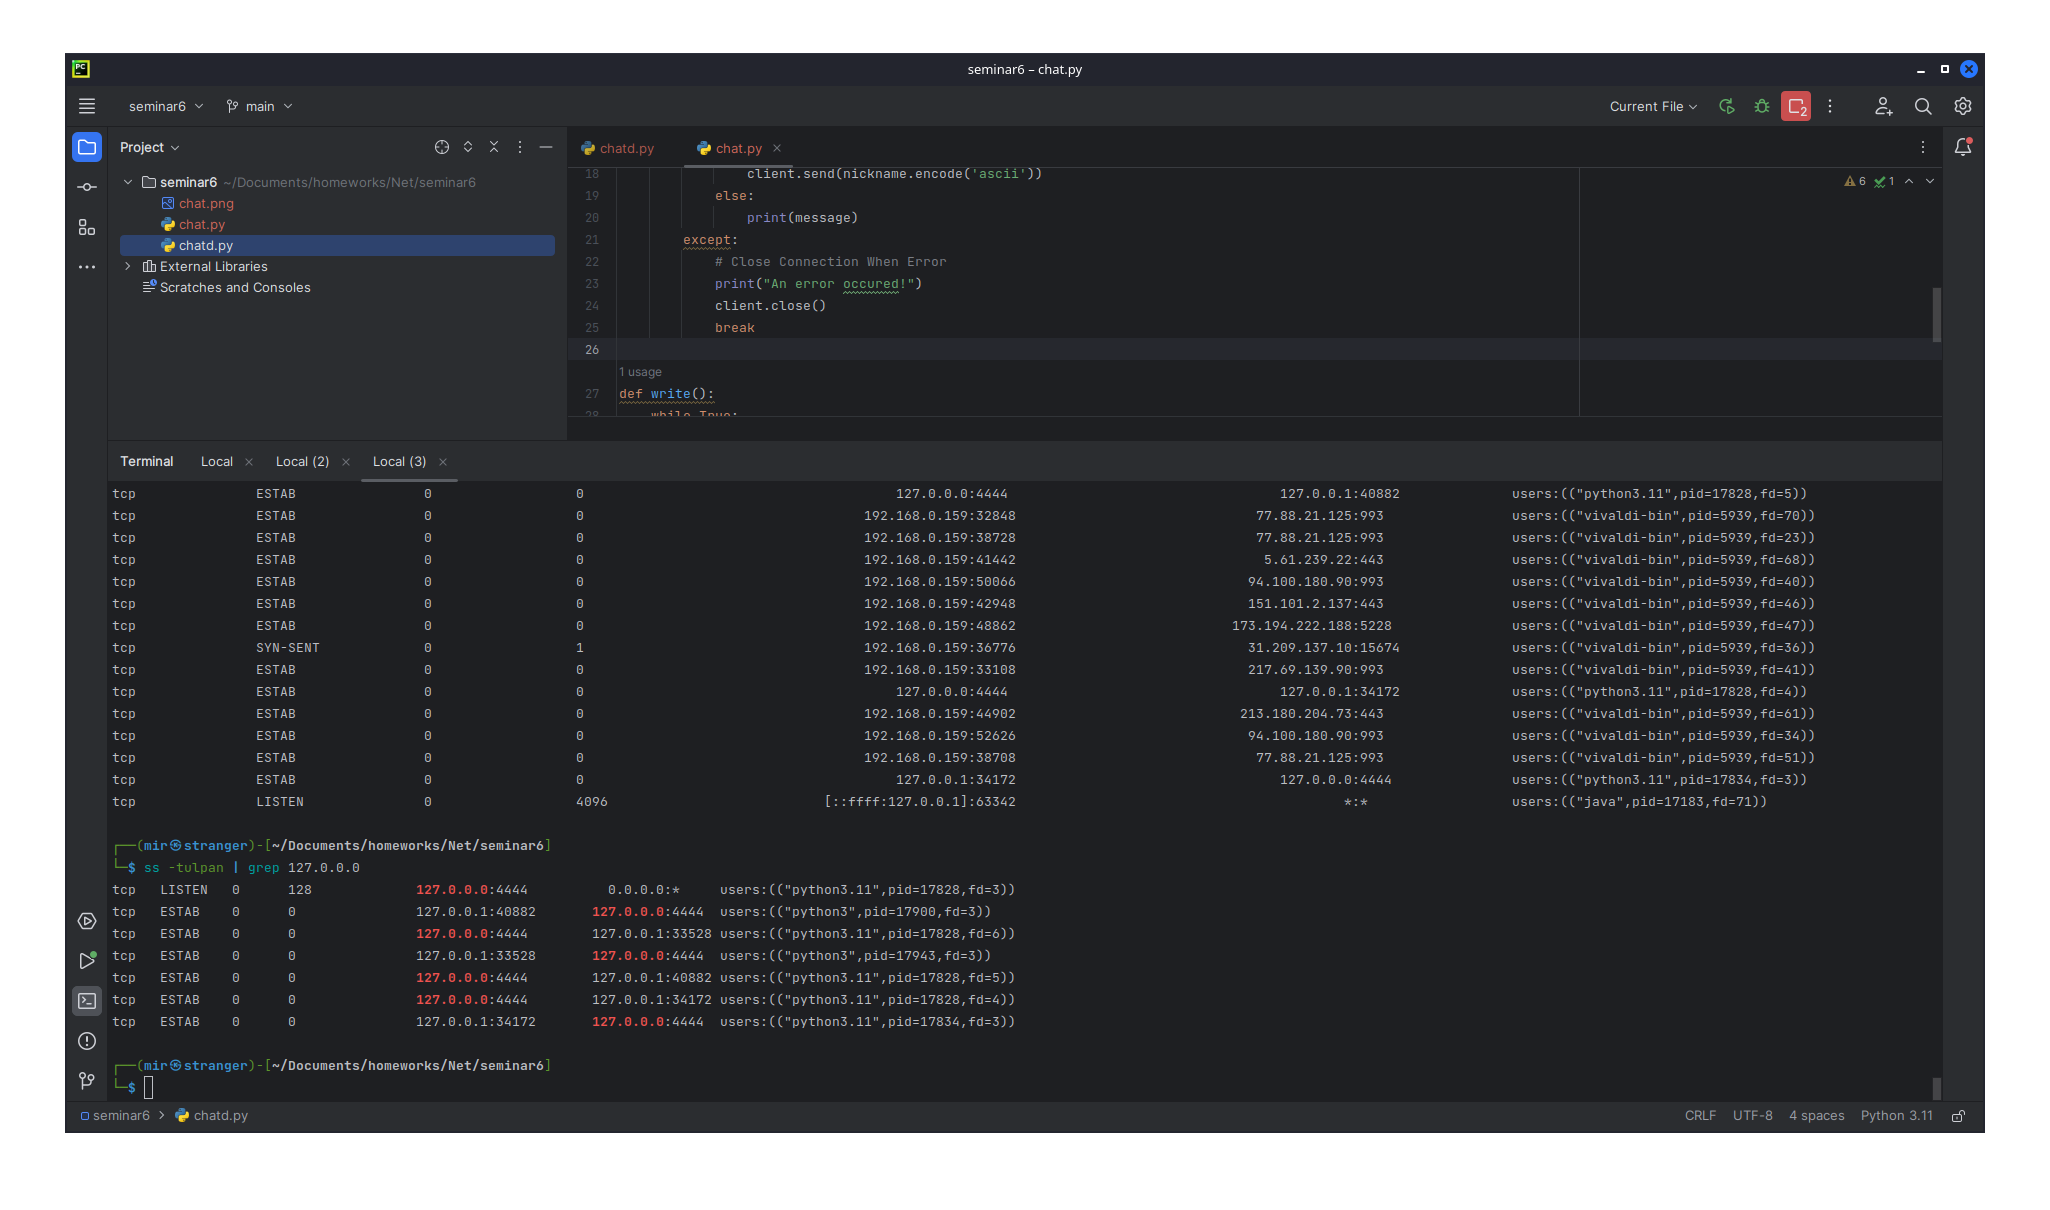 PC
seminar6 – chat.py
seminar6 main Current File 2
Project
seminar6 ~/Documents/homeworks/Net/seminar6
chat.png
chat.py
chatd.py
External Libraries
Scratches and Consoles
chatd.py chat.py
6 1
18 client.send(nickname.encode('ascii'))
19 else:
20 print(message)
21 except:
22 # Close Connection When Error
23 print("An error occured!")
24 client.close()
25 break
26
1 usage
27 def write():
28 while True:
Terminal Local Local (2) Local (3)
tcp ESTAB 0 0 127.0.0.0:4444 127.0.0.1:40882 users:(("python3.11",pid=17828,fd=5))
tcp ESTAB 0 0 192.168.0.159:32848 77.88.21.125:993 users:(("vivaldi-bin",pid=5939,fd=70))
tcp ESTAB 0 0 192.168.0.159:38728 77.88.21.125:993 users:(("vivaldi-bin",pid=5939,fd=23))
tcp ESTAB 0 0 192.168.0.159:41442 5.61.239.22:443 users:(("vivaldi-bin",pid=5939,fd=68))
tcp ESTAB 0 0 192.168.0.159:50066 94.100.180.90:993 users:(("vivaldi-bin",pid=5939,fd=40))
tcp ESTAB 0 0 192.168.0.159:42948 151.101.2.137:443 users:(("vivaldi-bin",pid=5939,fd=46))
tcp ESTAB 0 0 192.168.0.159:48862 173.194.222.188:5228 users:(("vivaldi-bin",pid=5939,fd=47))
tcp SYN-SENT 0 1 192.168.0.159:36776 31.209.137.10:15674 users:(("vivaldi-bin",pid=5939,fd=36))
tcp ESTAB 0 0 192.168.0.159:33108 217.69.139.90:993 users:(("vivaldi-bin",pid=5939,fd=41))
tcp ESTAB 0 0 127.0.0.0:4444 127.0.0.1:34172 users:(("python3.11",pid=17828,fd=4))
tcp ESTAB 0 0 192.168.0.159:44902 213.180.204.73:443 users:(("vivaldi-bin",pid=5939,fd=61))
tcp ESTAB 0 0 192.168.0.159:52626 94.100.180.90:993 users:(("vivaldi-bin",pid=5939,fd=34))
tcp ESTAB 0 0 192.168.0.159:38708 77.88.21.125:993 users:(("vivaldi-bin",pid=5939,fd=51))
tcp ESTAB 0 0 127.0.0.1:34172 127.0.0.0:4444 users:(("python3.11",pid=17834,fd=3))
tcp LISTEN 0 4096 [::ffff:127.0.0.1]:63342 *:* users:(("java",pid=17183,fd=71))
┌──(mir㉿stranger)-[~/Documents/homeworks/Net/seminar6]
└─$ ss -tulpan | grep 127.0.0.0
tcp LISTEN 0 128 127.0.0.0:4444 0.0.0.0:* users:(("python3.11",pid=17828,fd=3))
tcp ESTAB 0 0 127.0.0.1:40882 127.0.0.0:4444 users:(("python3",pid=17900,fd=3))
tcp ESTAB 0 0 127.0.0.0:4444 127.0.0.1:33528 users:(("python3.11",pid=17828,fd=6))
tcp ESTAB 0 0 127.0.0.1:33528 127.0.0.0:4444 users:(("python3",pid=17943,fd=3))
tcp ESTAB 0 0 127.0.0.0:4444 127.0.0.1:40882 users:(("python3.11",pid=17828,fd=5))
tcp ESTAB 0 0 127.0.0.0:4444 127.0.0.1:34172 users:(("python3.11",pid=17828,fd=4))
tcp ESTAB 0 0 127.0.0.1:34172 127.0.0.0:4444 users:(("python3.11",pid=17834,fd=3))
┌──(mir㉿stranger)-[~/Documents/homeworks/Net/seminar6]
└─$
seminar6 > chatd.py CRLF UTF-8 4 spaces Python 3.11